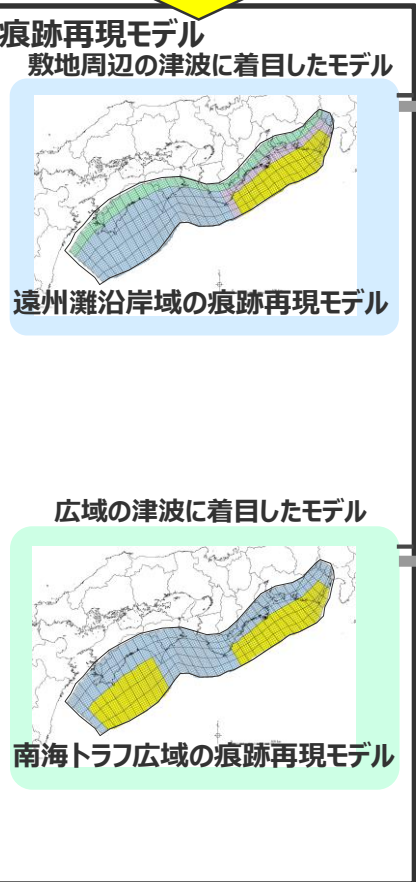 痕跡再現モデル
敷地周辺の津波に着目したモデル
遠州灘沿岸域の痕跡再現モデル
広域の津波に着目したモデル
南海トラフ広域の痕跡再現モデル